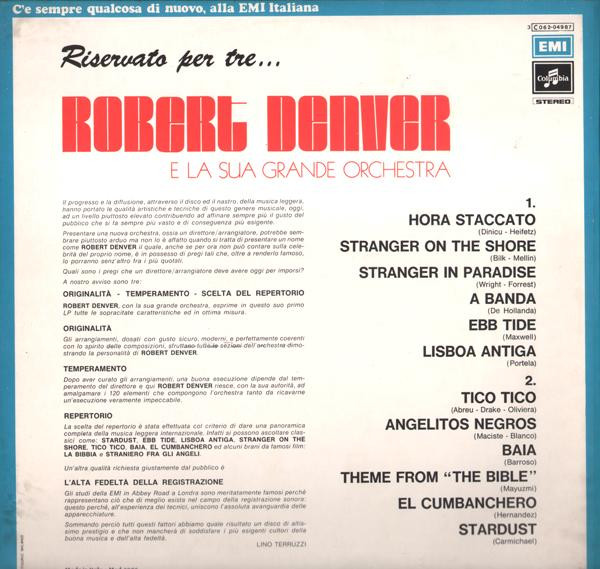 C'e sempre qualcosa di nuovo, alla EMI Italiana
3C 062-04987
EMI
Columbia
STEREO
Riservato per tre...
ROBERT DENVER
E LA SUA GRANDE ORCHESTRA
Il progresso e la diffusione, attraverso il disco ed il nastro, della musica leggera,
hanno portato le qualità artistiche e tecniche di questo genere musicale, oggi,
ad un livello piuttosto elevato contribuendo ad affinare sempre più il gusto del
pubblico che si fa sempre più vasto e di conseguenza più esigente.
Presentare una nuova orchestra, ossia un direttore/arrangiatore, potrebbe sem-
brare piuttosto arduo ma non lo è affatto quando si tratta di presentare un nome
come ROBERT DENVER il quale, anche se per ora non può contare sulla cele-
brità del proprio nome, è in possesso di pregi tali che, oltre a renderlo famoso,
lo porranno senz'altro fra i più quotati.
Quali sono i pregi che un direttore/arrangiatore deve avere oggi per imporsi?
A nostro avviso sono tre:
ORIGINALITÀ - TEMPERAMENTO - SCELTA DEL REPERTORIO
ROBERT DENVER, con la sua grande orchestra, esprime in questo suo primo
LP tutte le sopracitate caratteristiche ed in ottima misura.
ORIGINALITÀ
Gli arrangiamenti, dosati con gusto sicuro, moderni, e perfettamente coerenti
con lo spirito delle composizioni, sfruttano tutte le sezioni dell'orchestra dimo-
strando la personalità di ROBERT DENVER.
TEMPERAMENTO
Dopo aver curato gli arrangiamenti, una buona esecuzione dipende dal tem-
peramento del direttore e qui ROBERT DENVER riesce, con la sua autorità, ad
amalgamare i 120 elementi che compongono l'orchestra tanto da ricavarne
un'esecuzione veramente impeccabile.
REPERTORIO
La scelta del repertorio è stata effettuata col criterio di dare una panoramica
completa della musica leggera internazionale. Infatti si possono ascoltare clas-
sici come: STARDUST, EBB TIDE, LISBOA ANTIGA, STRANGER ON THE
SHORE, TICO TICO, BAIA, EL CUMBANCHERO ed alcuni brani da famosi film:
LA BIBBIA e STRANIERO FRA GLI ANGELI.
Un'altra qualità richiesta giustamente dal pubblico è
L'ALTA FEDELTÀ DELLA REGISTRAZIONE
Gli studi della EMI in Abbey Road a Londra sono meritatamente famosi perché
rappresentano ciò che di meglio esiste nel campo della registrazione sonora:
questo perché, all'esperienza dei tecnici, uniscono l'assoluta avanguardia delle
apparecchiature.
Sommando perciò tutti questi fattori abbiamo quale risultato un disco di altis-
simo prestigio e che non mancherà di soddisfare i più esigenti cultori della
buona musica e dell'alta fedeltà.
LINO TERRUZZI
1.
HORA STACCATO
(Dinicu - Heifetz)
STRANGER ON THE SHORE
(Bilk - Mellin)
STRANGER IN PARADISE
(Wright - Forrest)
A BANDA
(De Hollanda)
EBB TIDE
(Maxwell)
LISBOA ANTIGA
(Portela)
2.
TICO TICO
(Abreu - Drake - Oliviera)
ANGELITOS NEGROS
(Maciste - Blanco)
BAIA
(Barroso)
THEME FROM "THE BIBLE"
(Mayuzmi)
EL CUMBANCHERO
(Hernandez)
STARDUST
(Carmichael)